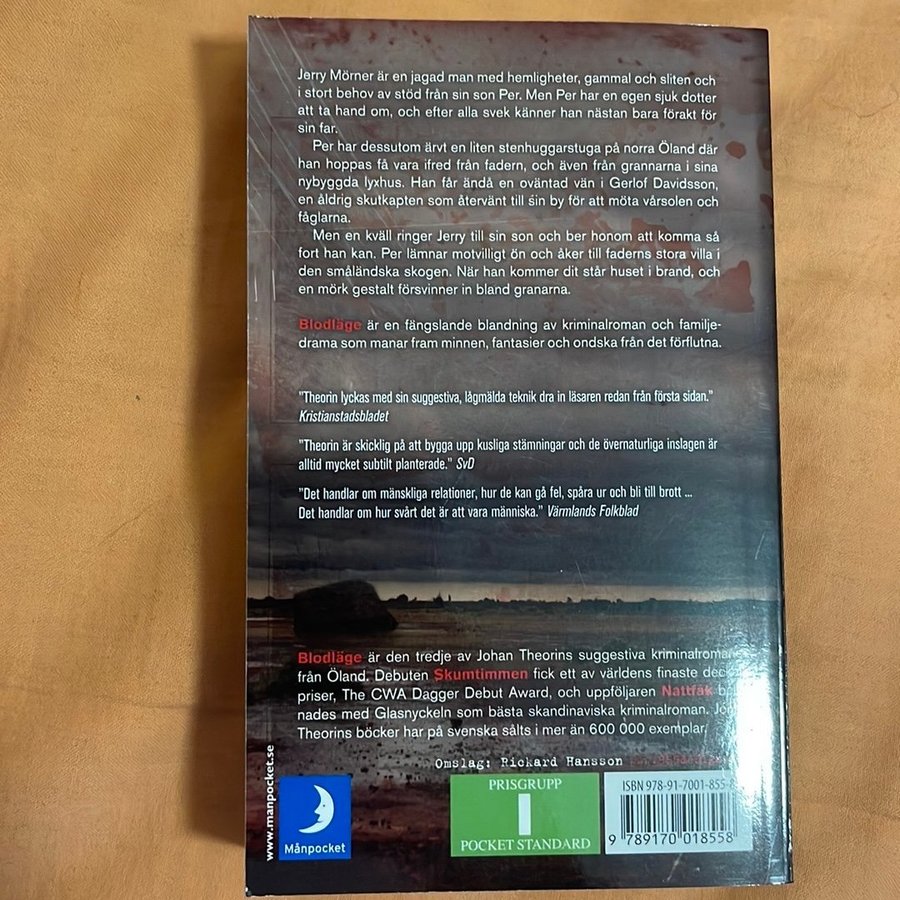 Jerry Mörner är en jagad man med hemligheter, gammal och sliten och
i stort behov av stöd från sin son Per. Men Per har en egen sjuk dotter
att ta hand om, och efter alla svek känner han nästan bara förakt för
sin far.
Per har dessutom ärvt en liten stenhuggarstuga på norra Öland där
han hoppas få vara ifred från fadern, och även från grannarna i sina
nybyggda lyxhus. Han får ändå en oväntad vän i Gerlof Davidsson,
en åldrig skutkapten som återvänt till sin by för att möta vårsolen och
fåglarna.
Men en kväll ringer Jerry till sin son och ber honom att komma så
fort han kan. Per lämnar motvilligt ön och åker till faderns stora villa i
den småländska skogen. När han kommer dit står huset i brand, och
en mörk gestalt försvinner in bland granarna.
Blodläge är en fängslande blandning av kriminalroman och familje-
drama som manar fram minnen, fantasier och ondska från det förflutna.
"Theorin lyckas med sin suggestiva, lågmälda teknik dra in läsaren redan från första sidan."
Kristianstadsbladet
"Theorin är skicklig på att bygga upp kusliga stämningar och de övernaturliga inslagen är
alltid mycket subtilt planterade." SvD
"Det handlar om mänskliga relationer, hur de kan gå fel, spåra ur och bli till brott ...
Det handlar om hur svårt det är att vara människa." Värmlands Folkblad
Blodläge är den tredje av Johan Theorins suggestiva kriminalroman
från Öland. Debuten Skumtimmen fick ett av världens finaste
priser, The CWA Dagger Debut Award, och uppföljaren Nattfåk
nades med Glasnyckeln som bästa skandinaviska kriminalroman.
Theorins böcker har på svenska sålts i mer än 600 000 exemplar.
Omslag: Rickard Hansson
www.manpocket.se
Månpocket
PRISGRUPP
1
POCKET STANDARD
ISBN 978-91-7001-855-
9 789170 018558